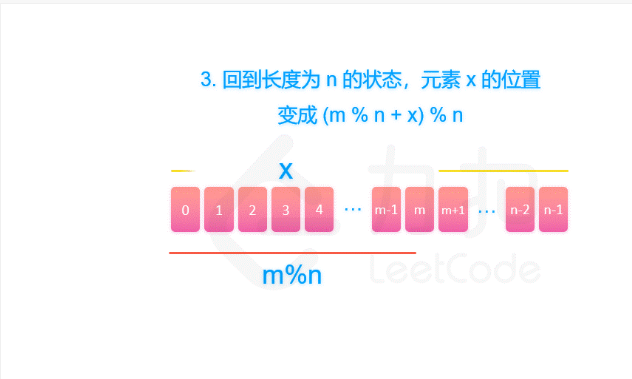 3. 回到长度为 n 的状态，元素 x 的位置
变成 (m % n + x) % n
x
0 1 2 3 4 ··· m-1 m m+1 ··· n-2 n-1
m%n
力扣
LeetCode